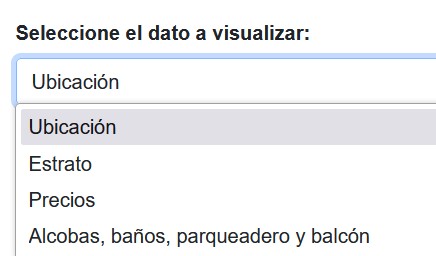 Seleccione el dato a visualizar:
Ubicación
Ubicación
Estrato
Precios
Alcobas, baños, parqueadero y balcón